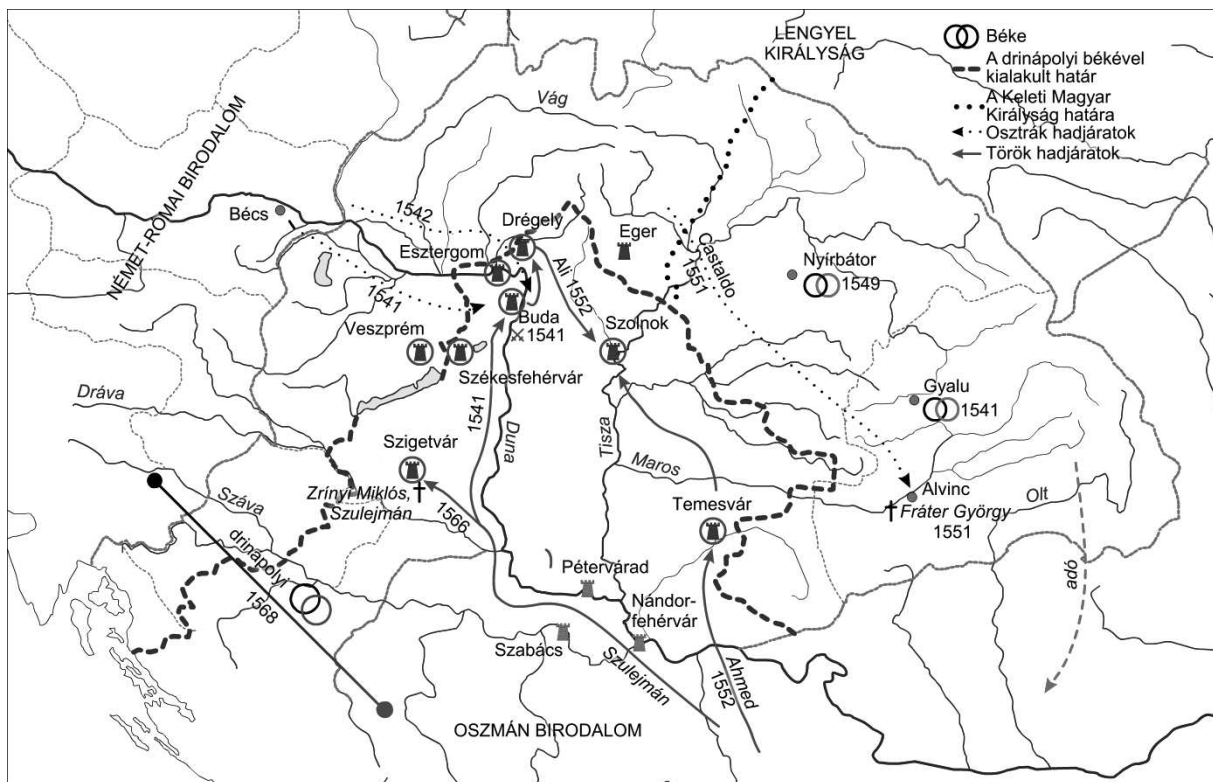 LENGYEL
KIRÁLYSÁG
Béke
A drinápolyi békével
kialakult határ
A Keleti Magyar
Királyság határa
Osztrák hadjáratok
Török hadjáratok
NÉMET-RÓMAI BIRODALOM
Vág
Bécs
1542
Drégely
Eger
Castaldo
1551
Esztergom
Ali 1552
Nyírbátor
1549
1541
Buda
1541
Szolnok
Veszprém
Székesfehérvár
Gyalu
1541
Dráva
1541
Duna
Tisza
Szigetvár
Maros
Zrínyi Miklós,
Szulejmán
1566
Alvinc
Olt
Fráter György
1551
Száva
Temesvár
drinápolyi
1568
adó
Pétervárad
Nándor-
fehérvár
Szabács
Szulejmán
Ahmed
1552
OSZMÁN BIRODALOM